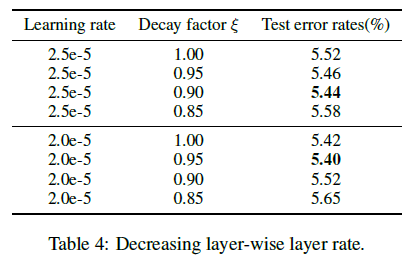 Learning rate Decay factor ξ Test error rates(%)
2.5e-5 1.00 5.52
2.5e-5 0.95 5.46
2.5e-5 0.90 5.44
2.5e-5 0.85 5.58
2.0e-5 1.00 5.42
2.0e-5 0.95 5.40
2.0e-5 0.90 5.52
2.0e-5 0.85 5.65
Table 4: Decreasing layer-wise layer rate.